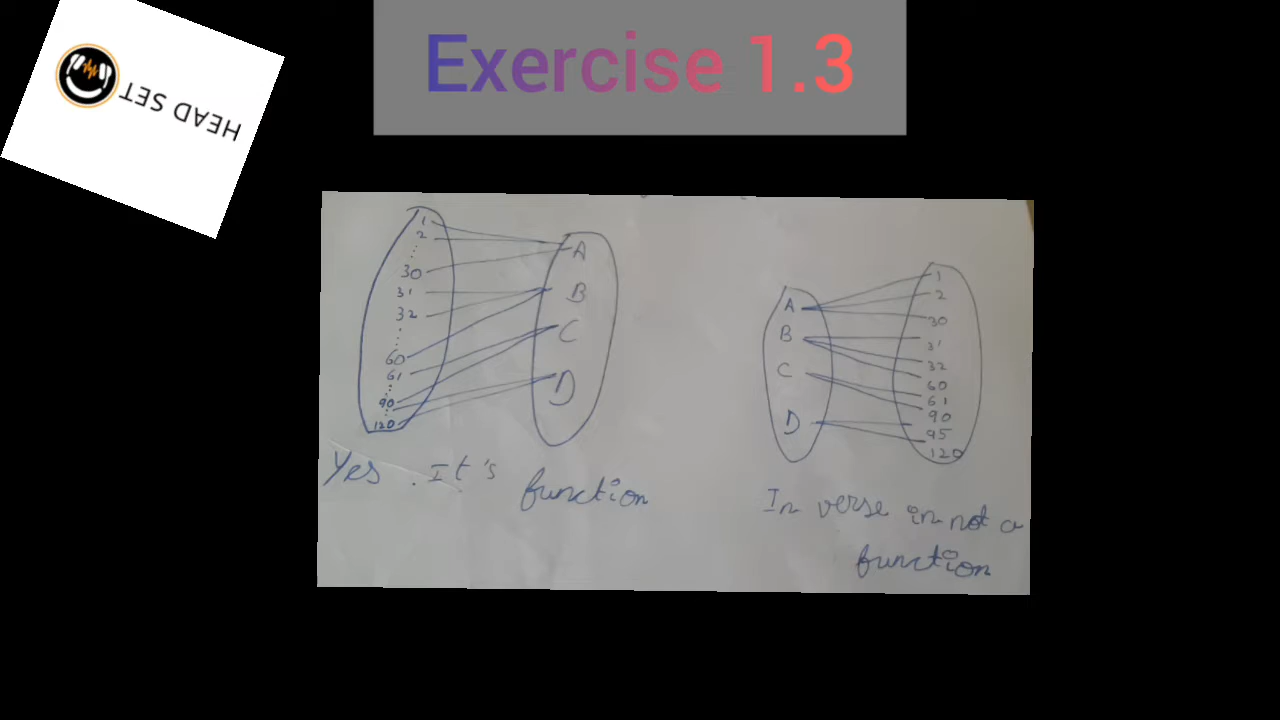 HEAD SET
Exercise 1.3
1
2
30
31
32
60
61
90
120
A
B
C
D
Yes. It's function
A
B
C
D
1
2
30
31
32
60
61
90
95
120
In verse in not a
function